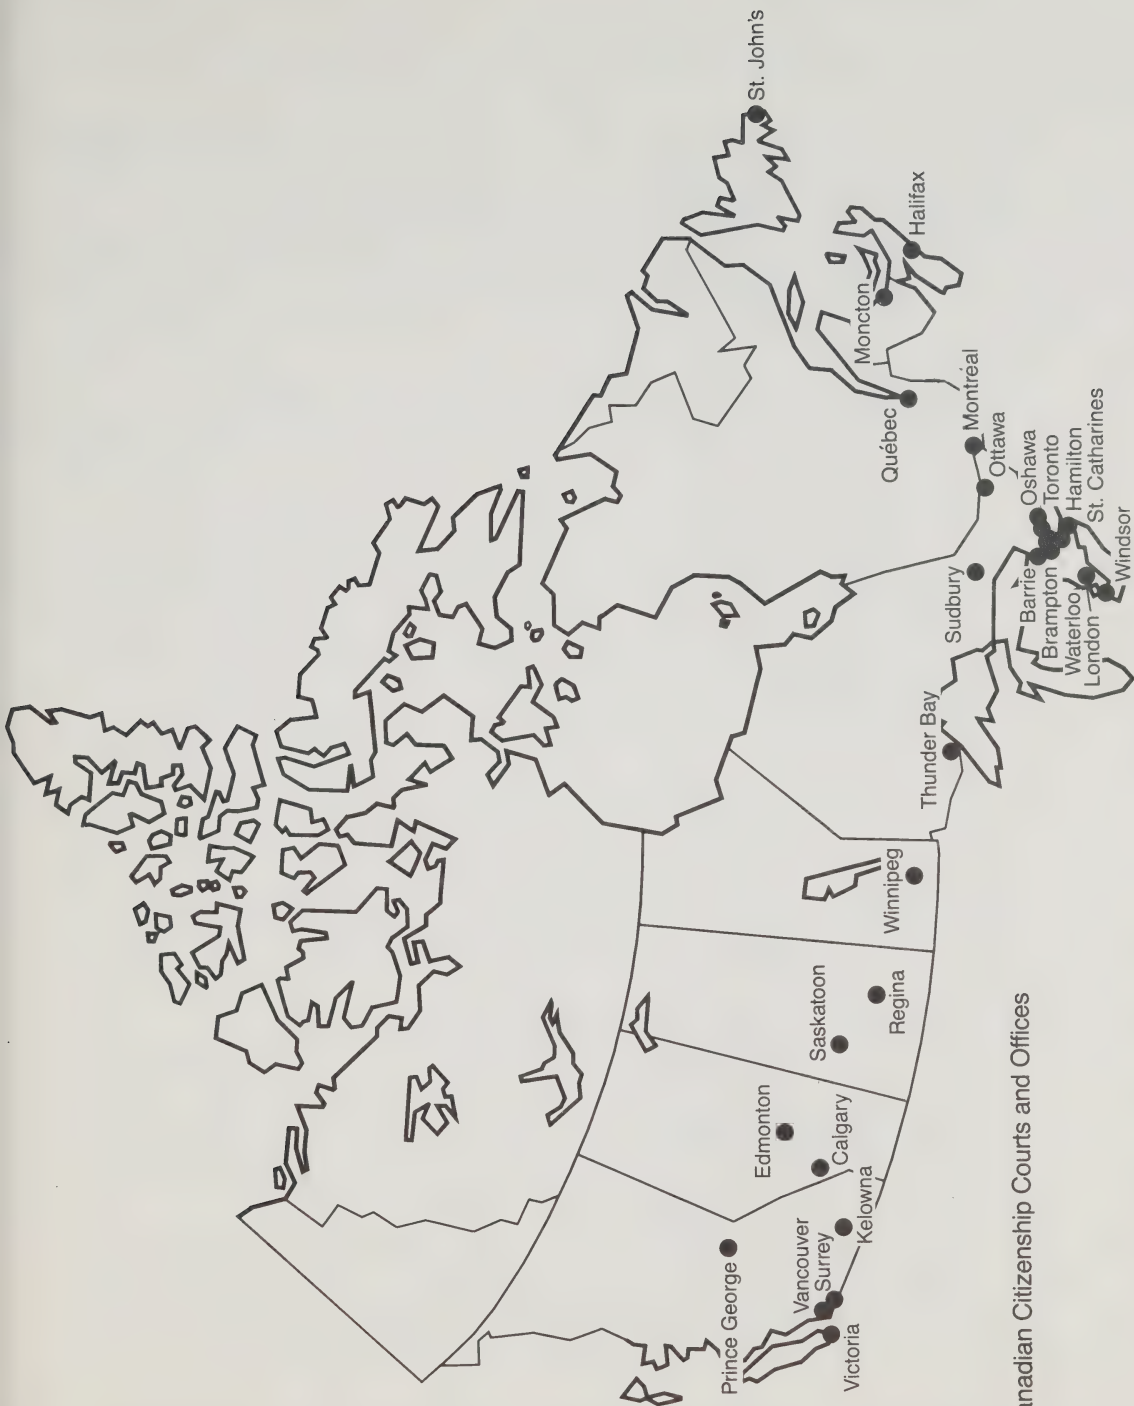 St. John's
Halifax
Moncton
Québec
Montréal
Ottawa
Oshawa
Toronto
Hamilton
St. Catharines
Windsor
Sudbury
Barrie
Brampton
Waterloo
London
Thunder Bay
Winnipeg
Regina
Saskatoon
Edmonton
Calgary
Kelowna
Vancouver
Surrey
Prince George
Victoria
Citizenship Courts and Offices